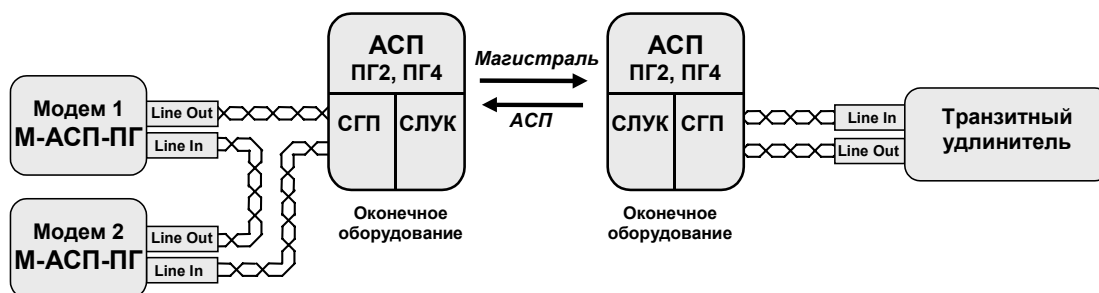 Модем 1
М-АСП-ПГ
Line Out
Line In
Модем 2
М-АСП-ПГ
Line Out
Line In
АСП
ПГ2, ПГ4
СГП
СЛУК
Оконечное
оборудование
Магистраль
АСП
АСП
ПГ2, ПГ4
СЛУК
СГП
Оконечное
оборудование
Line In
Line Out
Транзитный
удлинитель